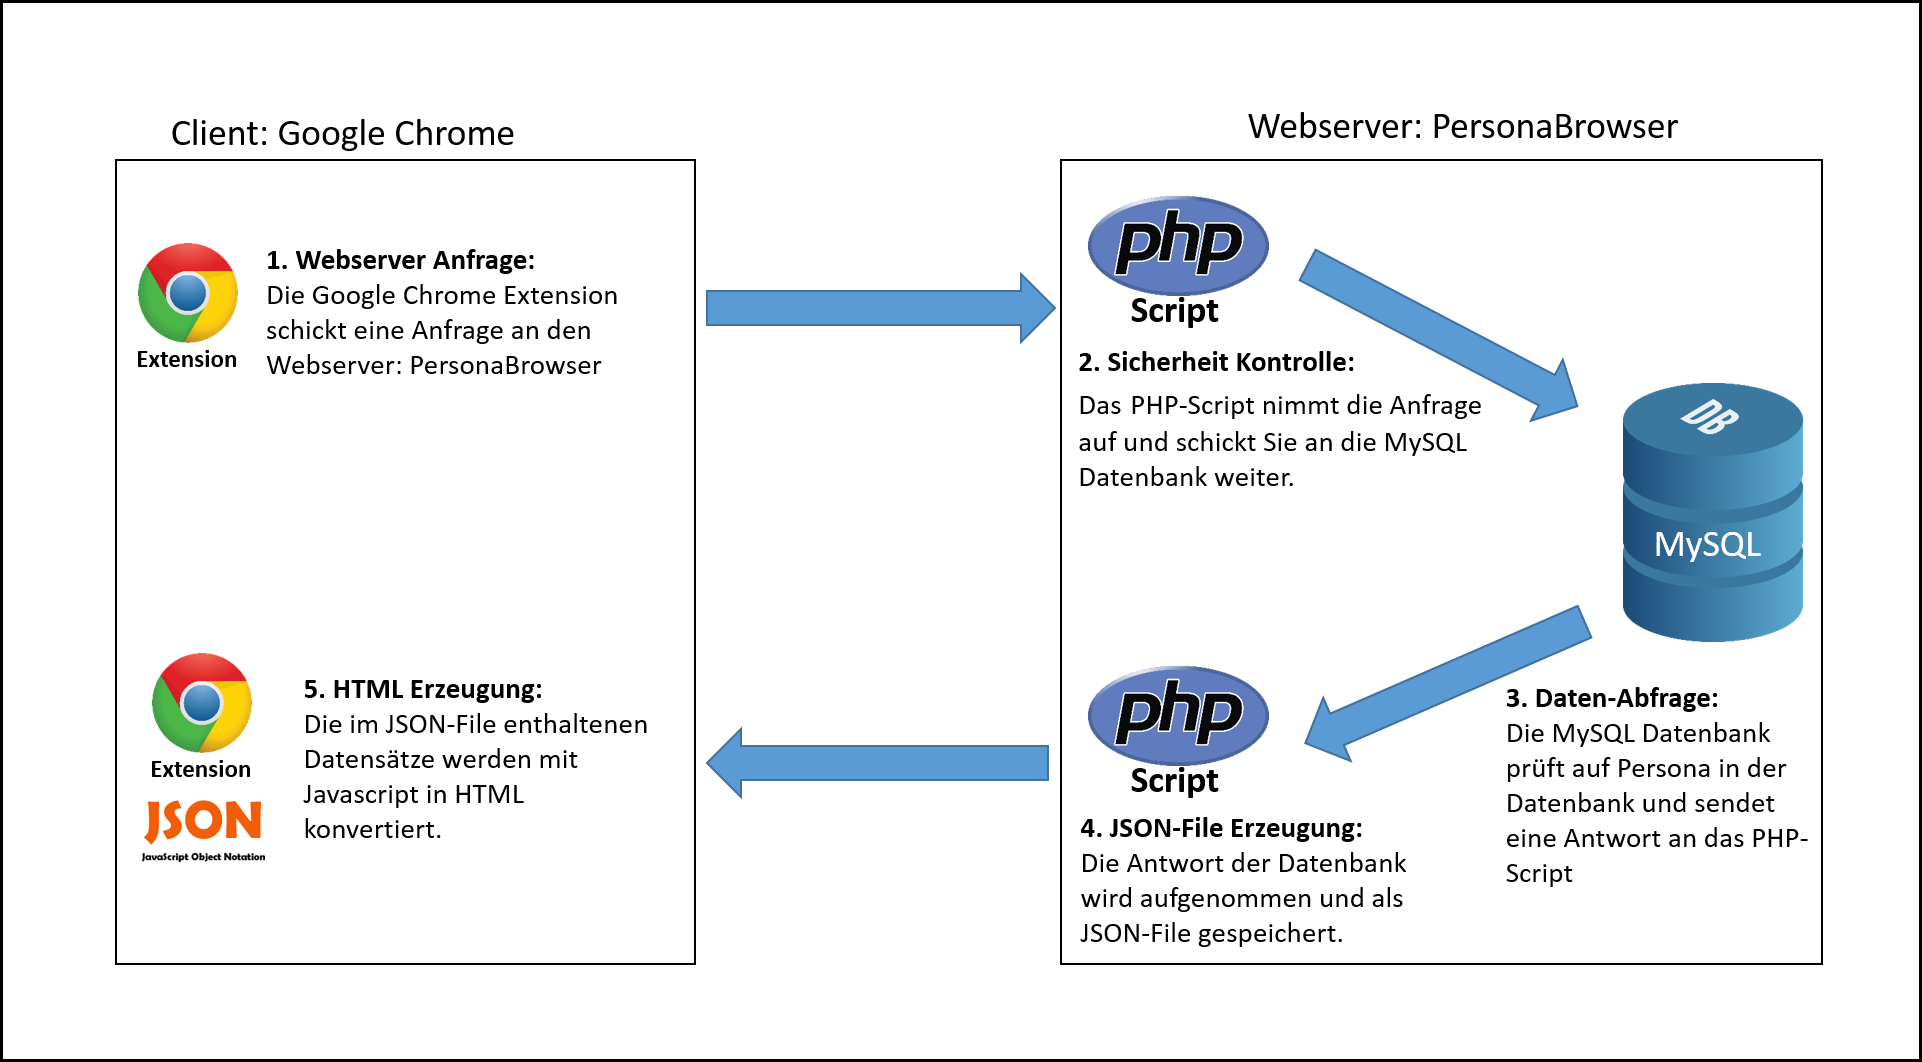 Client: Google Chrome
Webserver: PersonaBrowser
Extension
1. Webserver Anfrage:
Die Google Chrome Extension
schickt eine Anfrage an den
Webserver: PersonaBrowser
php
Script
2. Sicherheit Kontrolle:
Das PHP-Script nimmt die Anfrage
auf und schickt Sie an die MySQL
Datenbank weiter.
DB
MySQL
3. Daten-Abfrage:
Die MySQL Datenbank
prüft auf Persona in der
Datenbank und sendet
eine Antwort an das PHP-
Script
php
Script
4. JSON-File Erzeugung:
Die Antwort der Datenbank
wird aufgenommen und als
JSON-File gespeichert.
Extension
JSON
JavaScript Object Notation
5. HTML Erzeugung:
Die im JSON-File enthaltenen
Datensätze werden mit
Javascript in HTML
konvertiert.